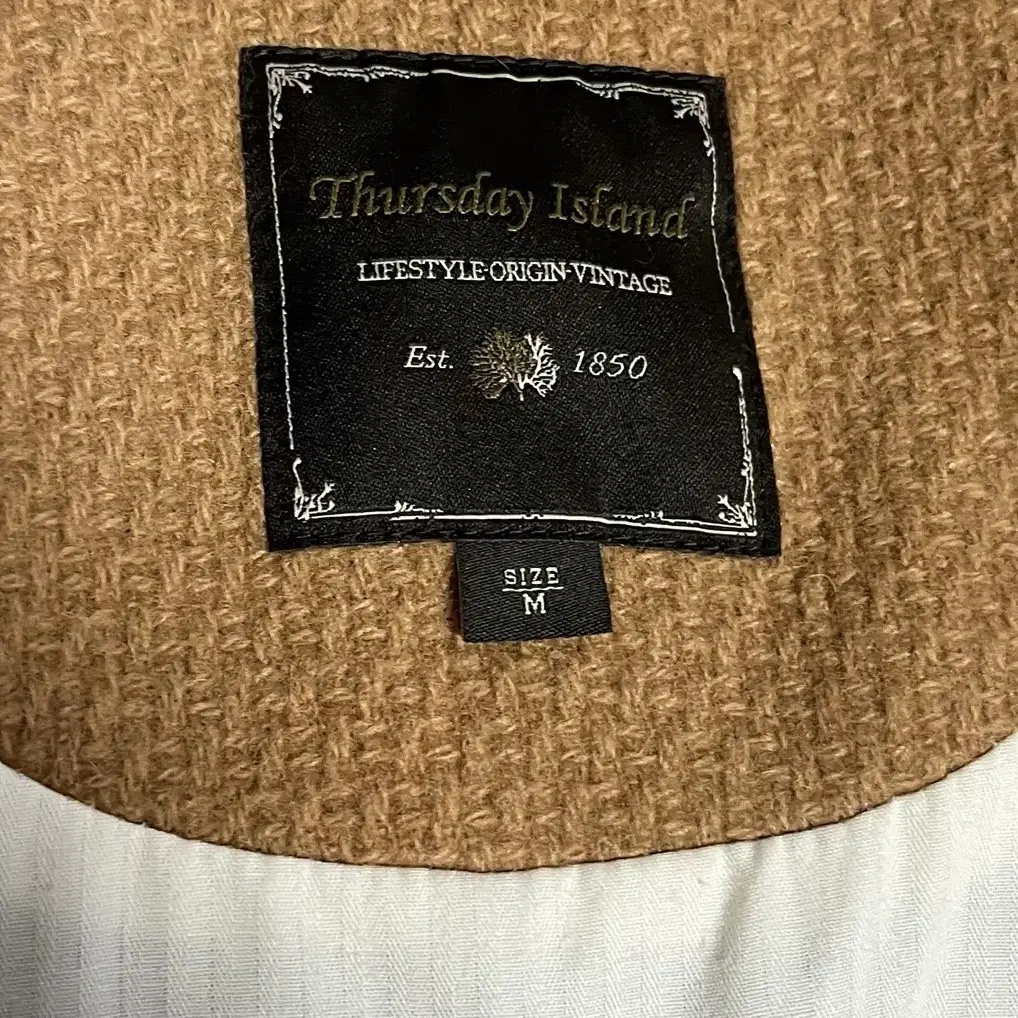 Thursday Island
LIFESTYLE-ORIGIN-VINTAGE
Est. 1850
SIZE
M